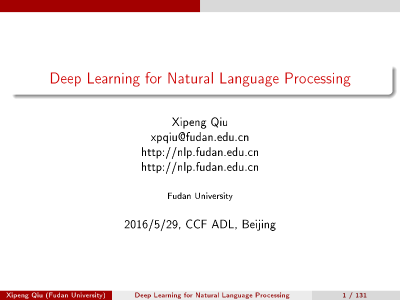 Deep Learning for Natural Language Processing
Xipeng Qiu
xpqiu@fudan.edu.cn
http://nlp.fudan.edu.cn
http://nlp.fudan.edu.cn
Fudan University
2016/5/29, CCF ADL, Beijing
Xipeng Qiu (Fudan University) Deep Learning for Natural Language Processing 1 / 131